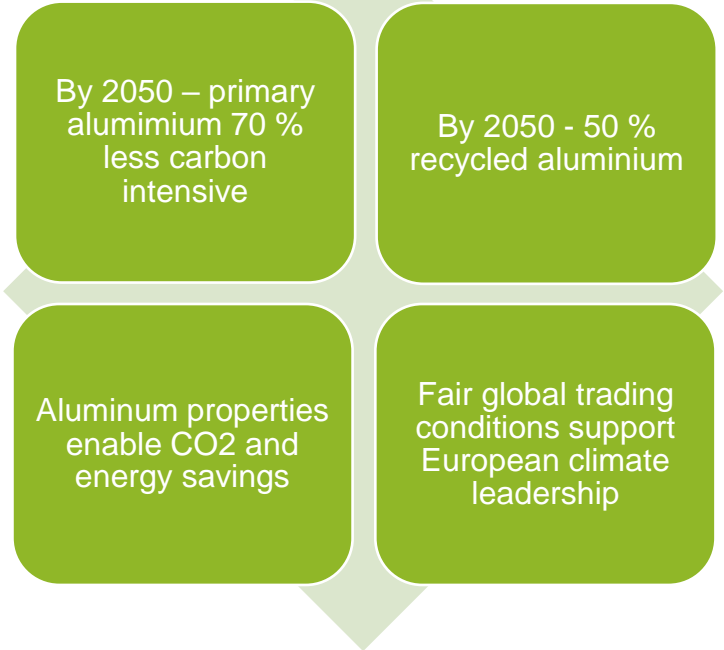 By 2050 – primary
alumimium 70 %
less carbon
intensive
By 2050 - 50 %
recycled aluminium
Aluminum properties
enable CO2 and
energy savings
Fair global trading
conditions support
European climate
leadership